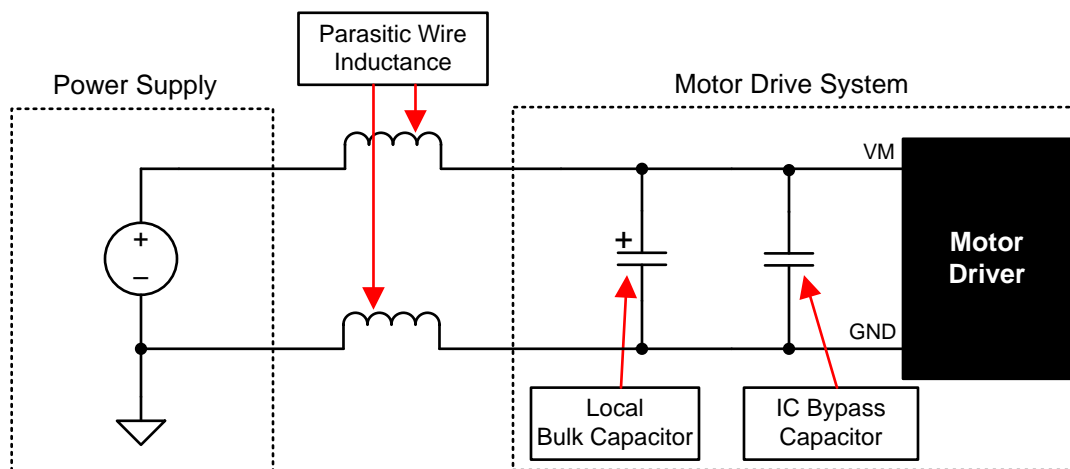 Parasitic Wire
Inductance
Power Supply
Motor Drive System
VM
+
–
+
Motor
Driver
GND
Local
Bulk Capacitor
IC Bypass
Capacitor